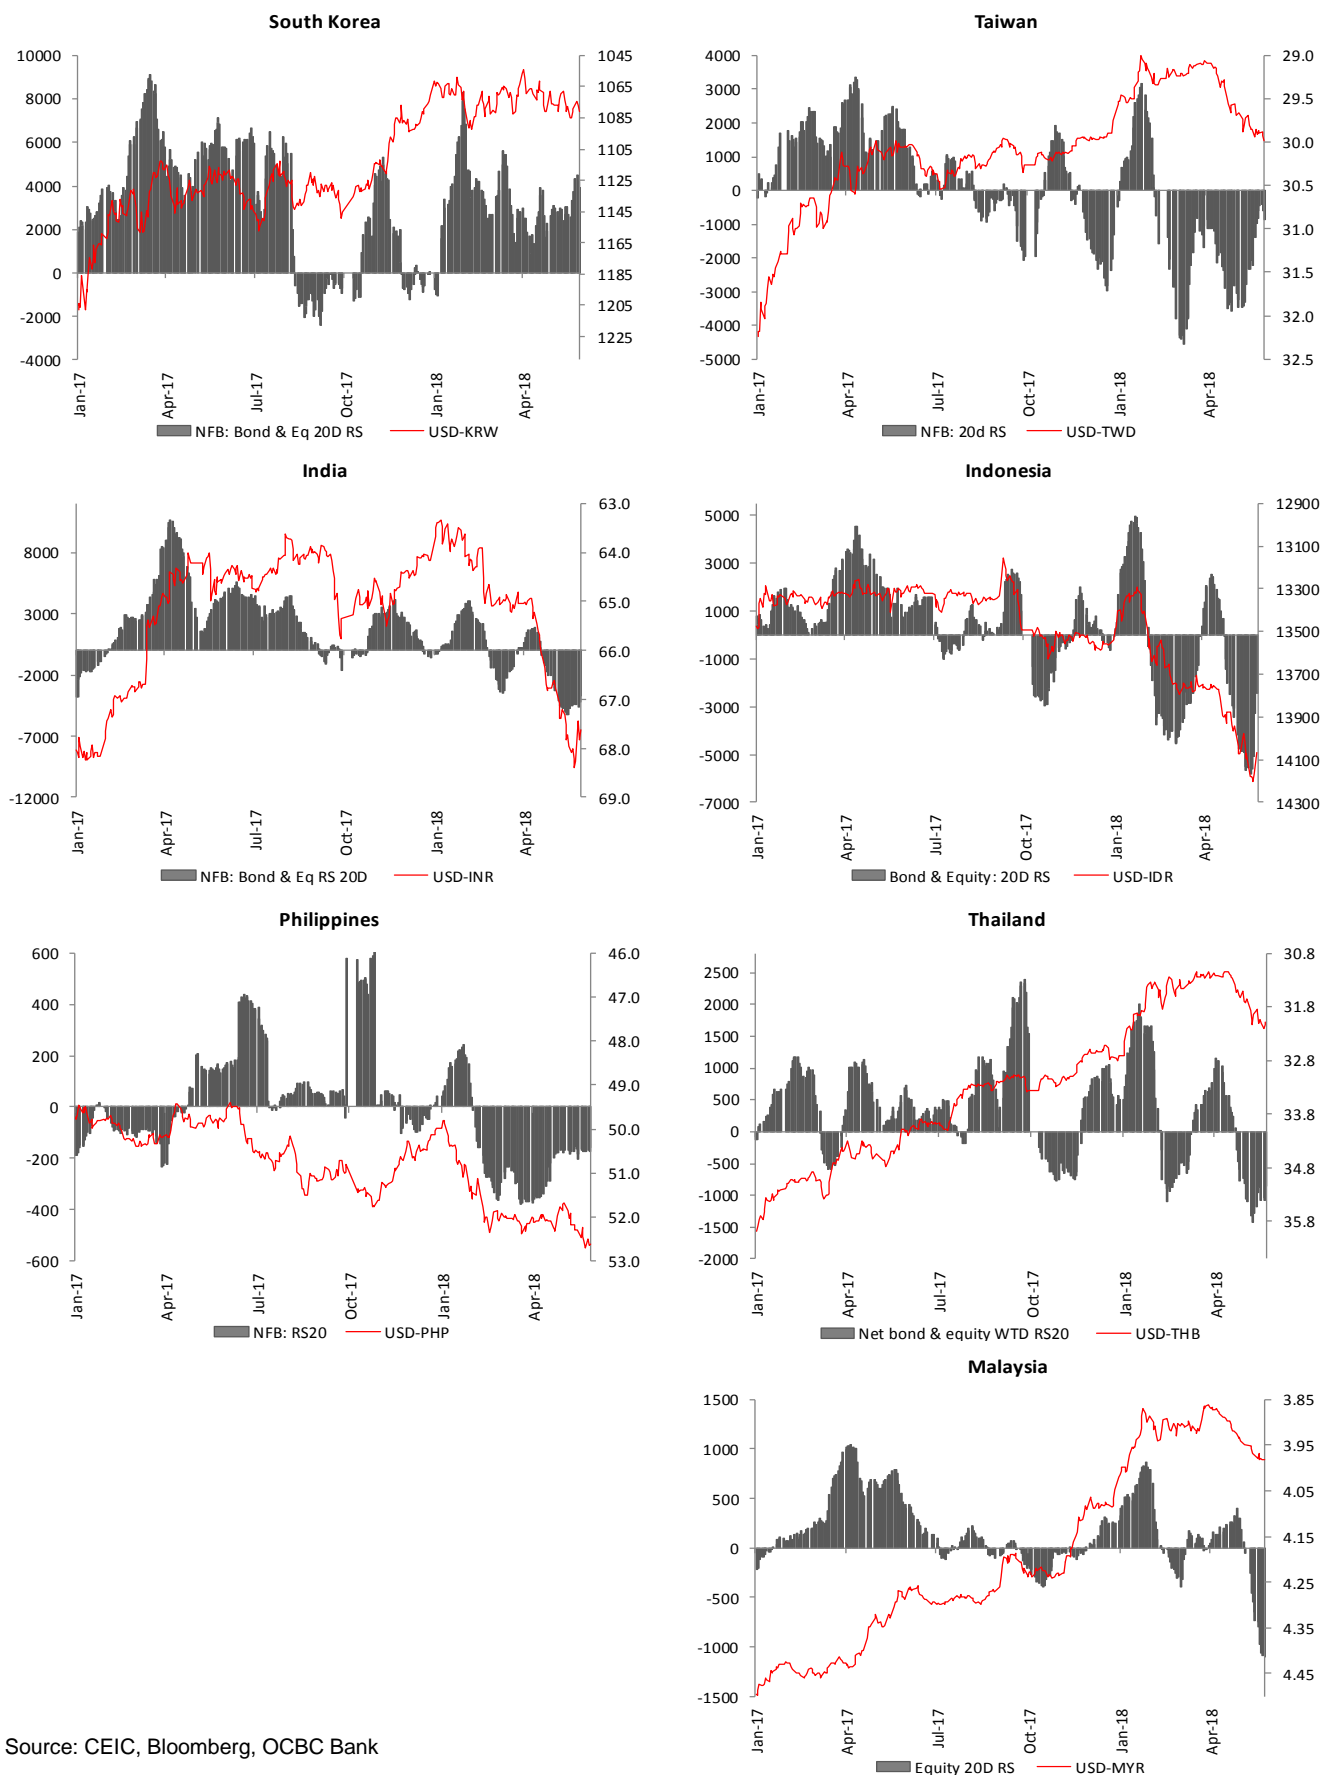 South Korea
10000
8000
6000
4000
2000
0
-2000
-4000
1045
1065
1085
1105
1125
1145
1165
1185
1205
1225
Jan-17
Apr-17
Jul-17
Oct-17
Jan-18
Apr-18
NFB: Bond & Eq 20D RS USD-KRW
Taiwan
4000
3000
2000
1000
0
-1000
-2000
-3000
-4000
-5000
29.0
29.5
30.0
30.5
31.0
31.5
32.0
32.5
Jan-17
Apr-17
Jul-17
Oct-17
Jan-18
Apr-18
NFB: 20d RS USD-TWD
India
8000
3000
-2000
-7000
-12000
63.0
64.0
65.0
66.0
67.0
68.0
69.0
Jan-17
Apr-17
Jul-17
Oct-17
Jan-18
Apr-18
NFB: Bond & Eq RS 20D USD-INR
Indonesia
5000
3000
1000
-1000
-3000
-5000
-7000
12900
13100
13300
13500
13700
13900
14100
14300
Jan-17
Apr-17
Jul-17
Oct-17
Jan-18
Apr-18
Bond & Equity: 20D RS USD-IDR
Philippines
600
400
200
0
-200
-400
-600
46.0
47.0
48.0
49.0
50.0
51.0
52.0
53.0
Jan-17
Apr-17
Jul-17
Oct-17
Jan-18
Apr-18
NFB: RS20 USD-PHP
Thailand
2500
2000
1500
1000
500
0
-500
-1000
-1500
-2000
30.8
31.8
32.8
33.8
34.8
35.8
Jan-17
Apr-17
Jul-17
Oct-17
Jan-18
Apr-18
Net bond & equity WTD RS20 USD-THB
Malaysia
1500
1000
500
0
-500
-1000
-1500
3.85
3.95
4.05
4.15
4.25
4.35
4.45
Jan-17
Apr-17
Jul-17
Oct-17
Jan-18
Apr-18
Equity 20D RS USD-MYR
Source: CEIC, Bloomberg, OCBC Bank